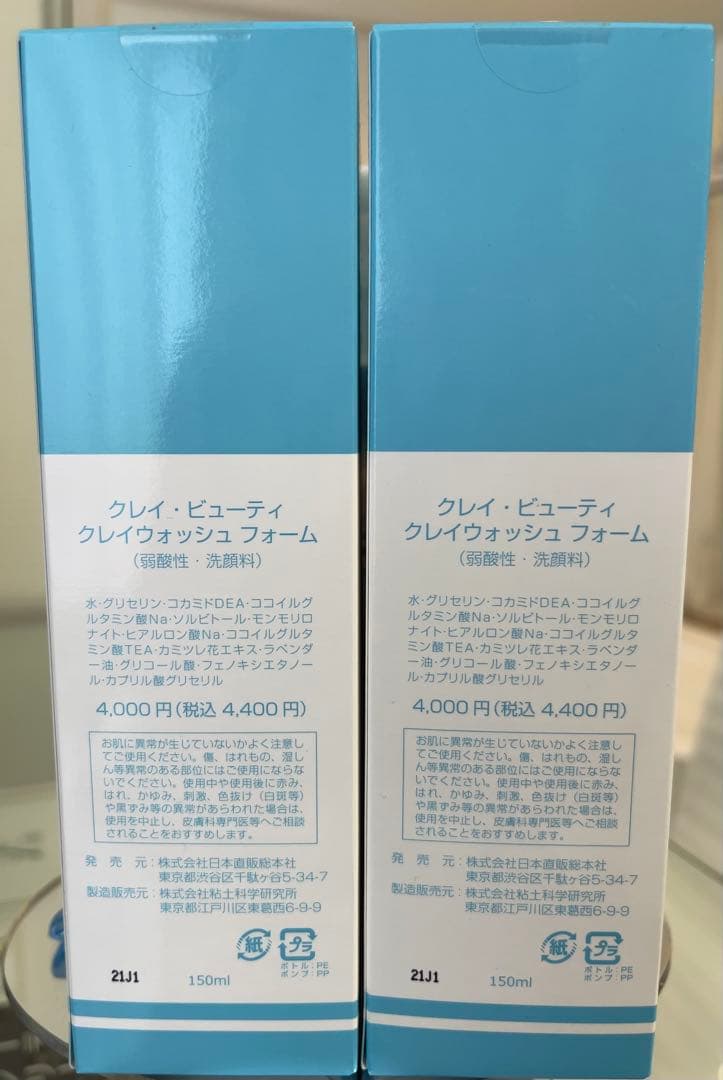 クレイ・ビューティ
クレイウォッシュ フォーム
(弱酸性・洗顔料)
水・グリセリン・コカミドDEA・ココイルグ
ルタミン酸Na・ソルビトール・モンモリロ
ナイト・ヒアルロン酸Na・ココイルグルタ
ミン酸TEA・カミツレ花エキス・ラベンダ
ー油・グリコール酸・フェノキシエタノー
ル・カプリル酸グリセリル
4,000円(税込 4,400円)
お肌に異常が生じていないかよく注意し
てご使用ください。傷、はれもの、湿し
ん等異常のある部位にはご使用にならな
いでください。使用中や使用後に赤み、
はれ、かゆみ、刺激、色抜け(白斑等)
や黒ずみ等の異常があらわれた場合は、
使用を中止し、皮膚科専門医等へご相談
されることをおすすめします。
発売元:株式会社日本直販総本社
東京都渋谷区千駄ヶ谷5-34-7
製造販売元:株式会社粘土科学研究所
東京都江戸川区東葛西6-9-9
紙 プラ
ボトル:PE
ポンプ:PP
21J1 150ml
クレイ・ビューティ
クレイウォッシュ フォーム
(弱酸性・洗顔料)
水・グリセリン・コカミドDEA・ココイルグ
ルタミン酸Na・ソルビトール・モンモリロ
ナイト・ヒアルロン酸Na・ココイルグルタ
ミン酸TEA・カミツレ花エキス・ラベンダ
ー油・グリコール酸・フェノキシエタノー
ル・カプリル酸グリセリル
4,000円(税込 4,400円)
お肌に異常が生じていないかよく注意し
てご使用ください。傷、はれもの、湿し
ん等異常のある部位にはご使用にならな
いでください。使用中や使用後に赤み、
はれ、かゆみ、刺激、色抜け(白斑等)
や黒ずみ等の異常があらわれた場合は、
使用を中止し、皮膚科専門医等へご相談
されることをおすすめします。
発売元:株式会社日本直販総本社
東京都渋谷区千駄ヶ谷5-34-7
製造販売元:株式会社粘土科学研究所
東京都江戸川区東葛西6-9-9
紙 プラ
ボトル:PE
ポンプ:PP
21J1 150ml